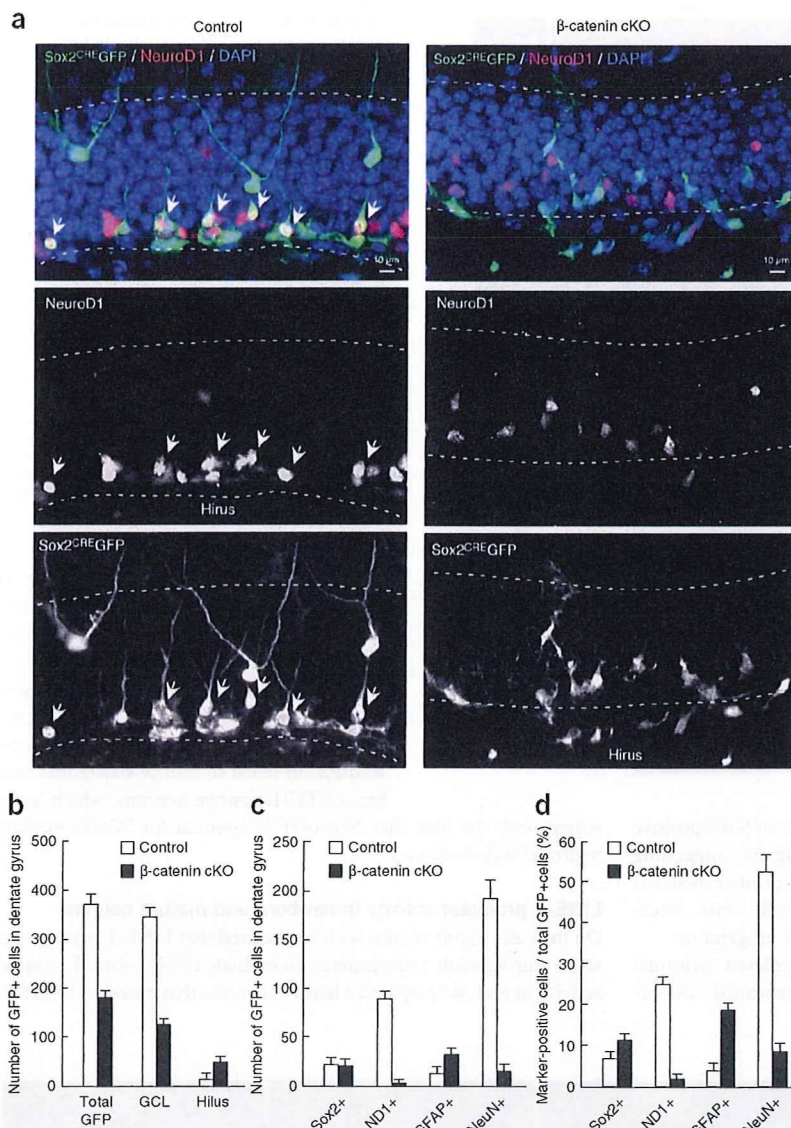 a
Control
β-catenin cKO
Sox2CREGFP / NeuroD1 / DAPI
10 µm
Sox2CREGFP / NeuroD1 / DAPI
10 µm
NeuroD1
Hirus
NeuroD1
Sox2CREGFP
Sox2CREGFP
Hirus
b
Control
β-catenin cKO
Number of GFP+ cells in dentate gyrus
500
400
300
200
100
0
Total GFP
GCL
Hilus
c
Control
β-catenin cKO
Number of GFP+ cells in dentate gyrus
250
200
150
100
50
0
Sox2+
ND1+
GFAP+
NeuN+
d
Control
β-catenin cKO
Marker-positive cells / total GFP+cells (%)
60
50
40
30
20
10
0
Sox2+
ND1+
GFAP+
NeuN+